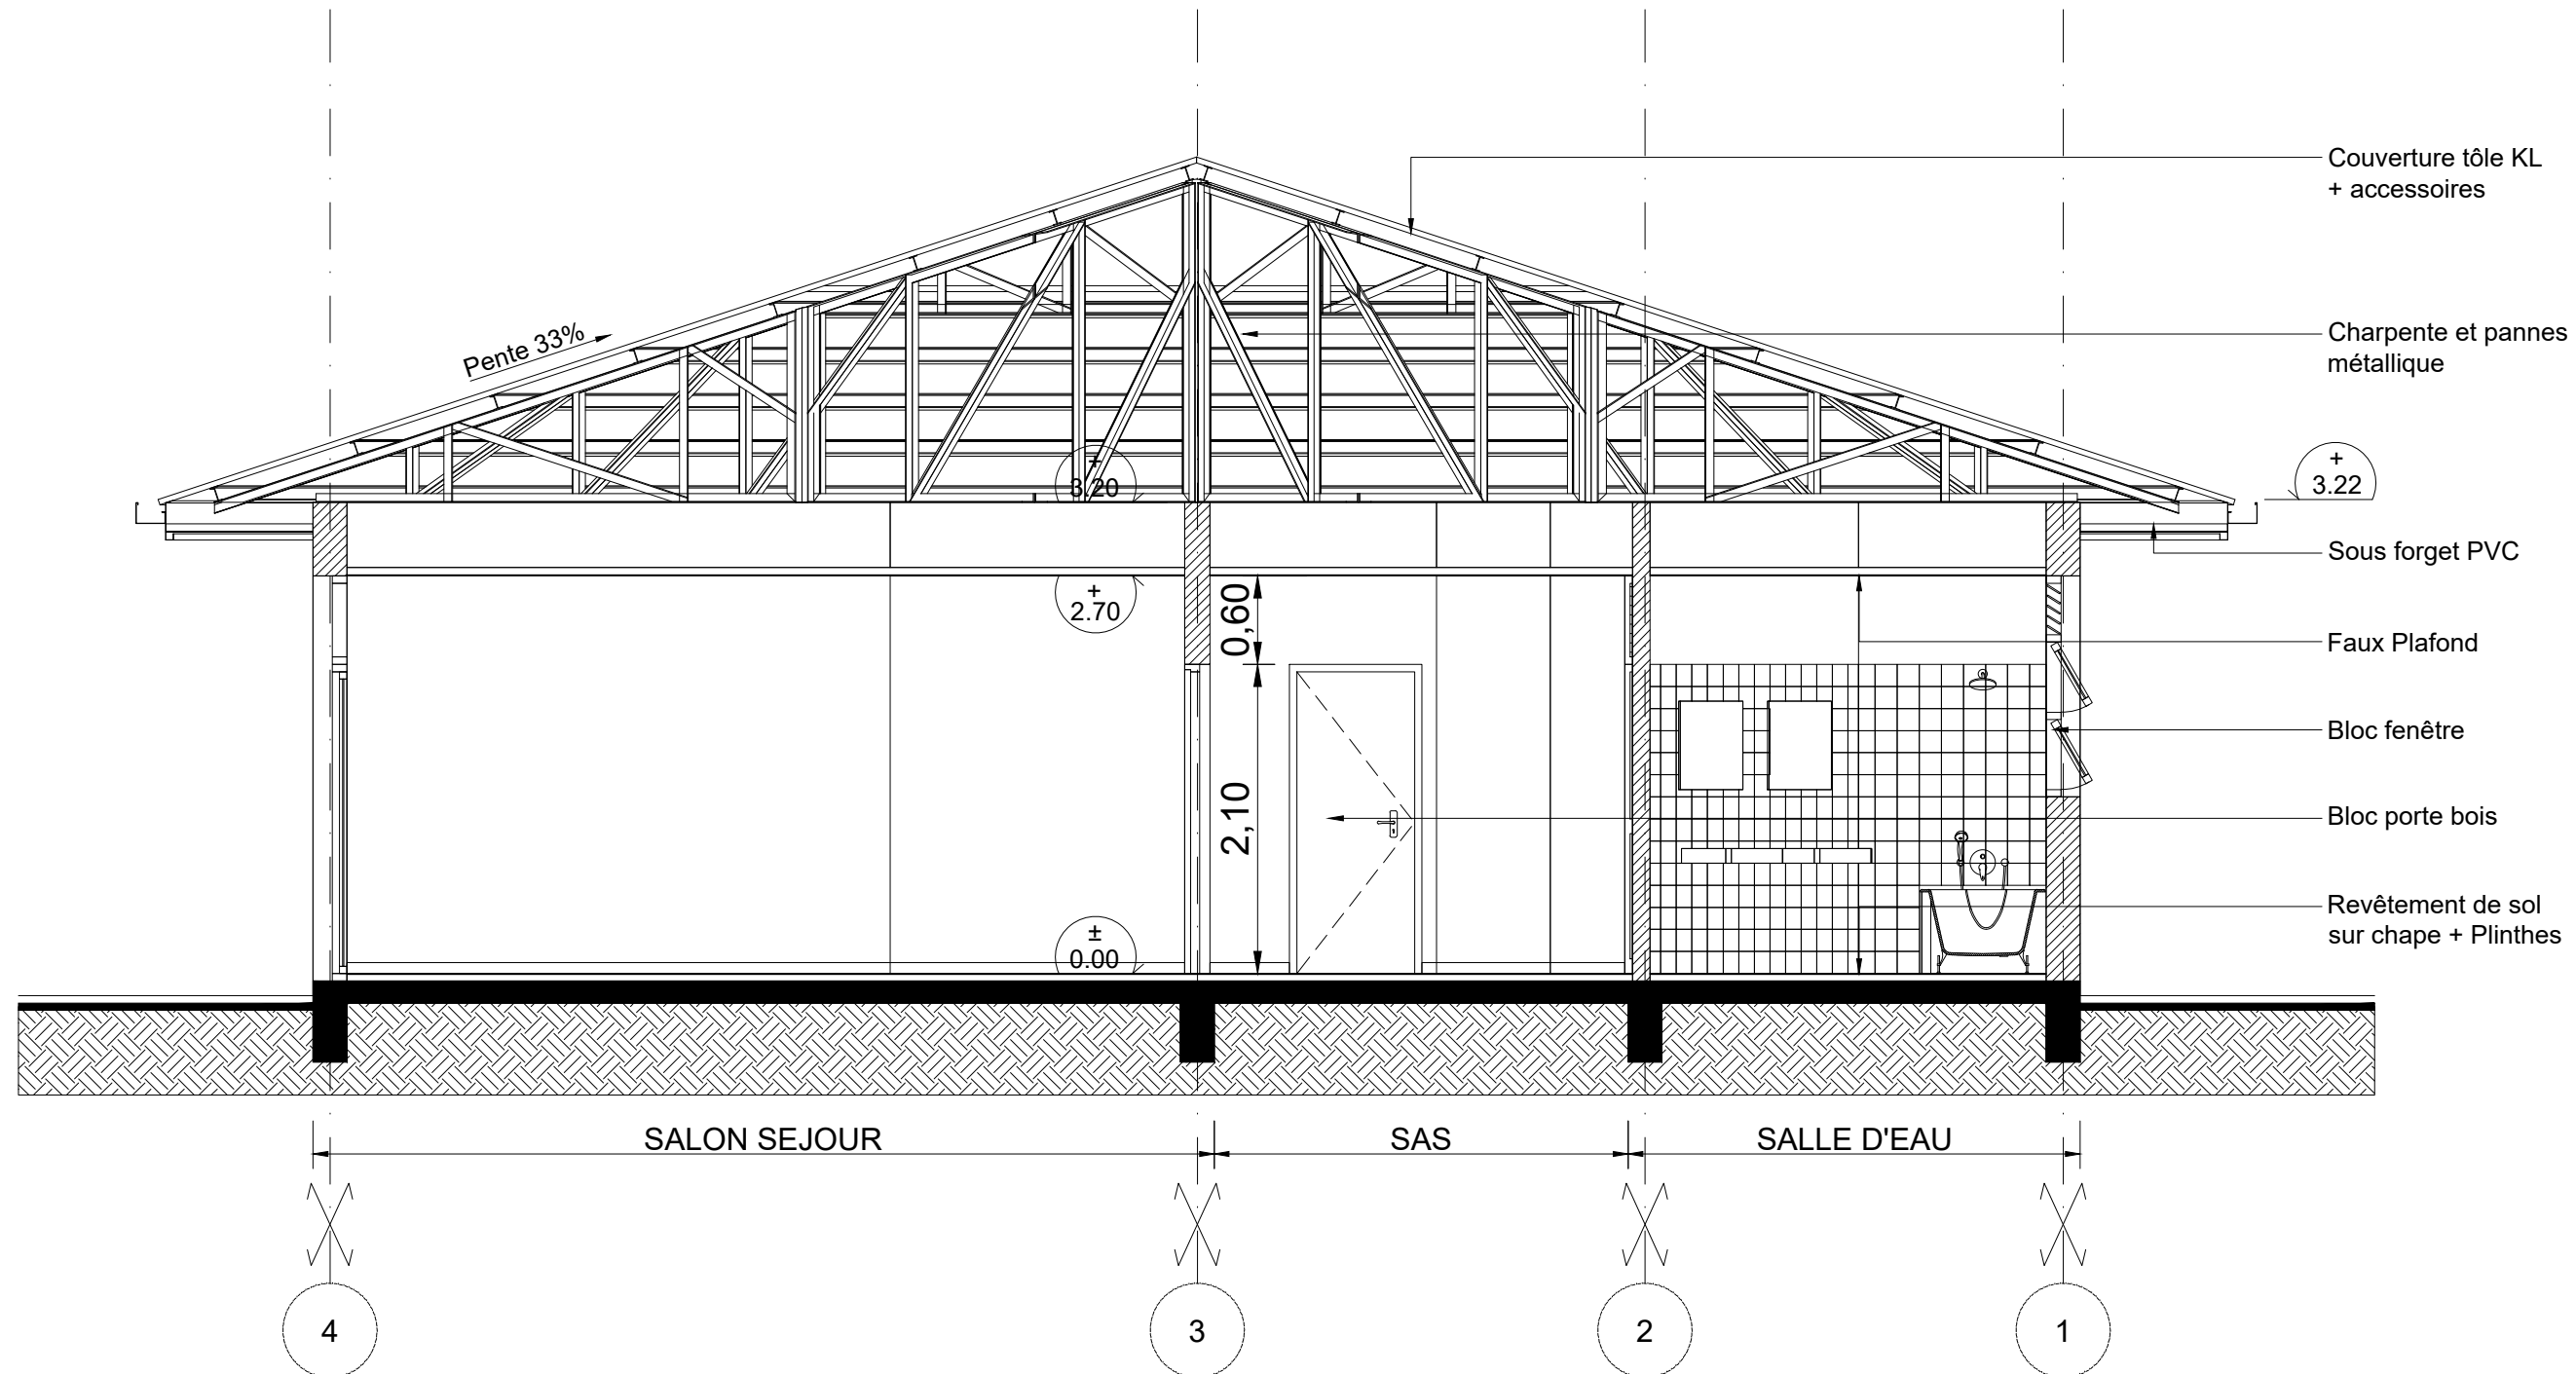 Couverture tôle KL
+ accessoires
Pente 33%
Charpente et pannes
métallique
+
3.20
+
3.22
Sous forget PVC
+
2.70
0,60
Faux Plafond
Bloc fenêtre
2,10
Bloc porte bois
Revêtement de sol
sur chape + Plinthes
±
0.00
SALON SEJOUR
SAS
SALLE D'EAU
4
3
2
1